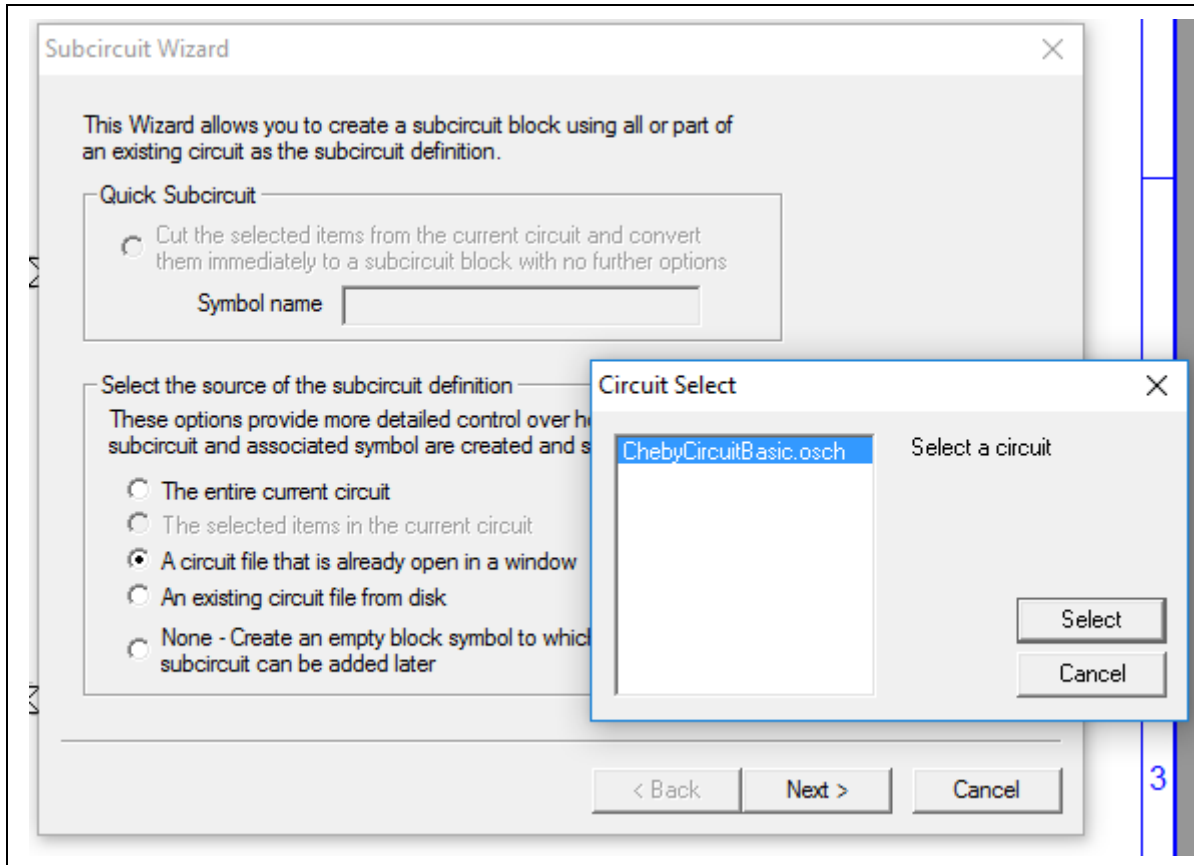 Subcircuit Wizard
This Wizard allows you to create a subcircuit block using all or part of
an existing circuit as the subcircuit definition.
Quick Subcircuit
Cut the selected items from the current circuit and convert
them immediately to a subcircuit block with no further options
Symbol name
Select the source of the subcircuit definition
These options provide more detailed control over
subcircuit and associated symbol are created and
The entire current circuit
The selected items in the current circuit
A circuit file that is already open in a window
An existing circuit file from disk
None - Create an empty block symbol to which
subcircuit can be added later
Circuit Select
ChebyCircuitBasic.osch
Select a circuit
Select
Cancel
< Back
Next >
Cancel
3